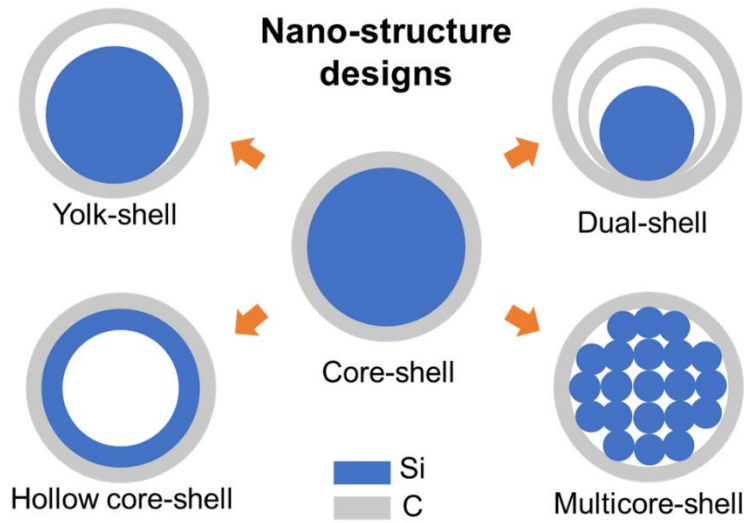 Nano-structure
designs
Yolk-shell
Dual-shell
Core-shell
Hollow core-shell
Multicore-shell
Si
C